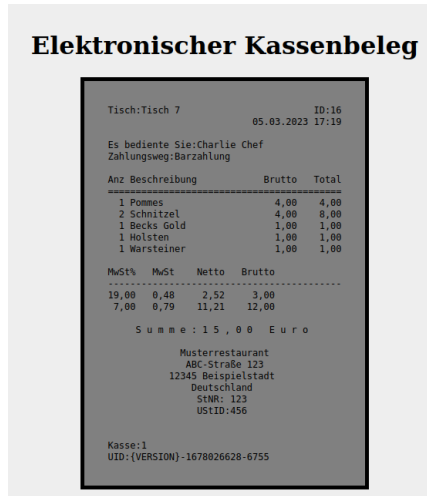 Elektronischer Kassenbeleg
Tisch:Tisch 7 ID:16
05.03.2023 17:19
Es bediente Sie:Charlie Chef
Zahlungsweg:Barzahlung
Anz Beschreibung Brutto Total
==========================================
1 Pommes 4,00 4,00
2 Schnitzel 4,00 8,00
1 Becks Gold 1,00 1,00
1 Holsten 1,00 1,00
1 Warsteiner 1,00 1,00
MwSt% MwSt Netto Brutto
------------------------------------------
19,00 0,48 2,52 3,00
7,00 0,79 11,21 12,00
S u m m e : 1 5 , 0 0 E u r o
Musterrestaurant
ABC-Straße 123
12345 Beispielstadt
Deutschland
StNR: 123
UStID:456
Kasse:1
UID:{VERSION}-1678026628-6755